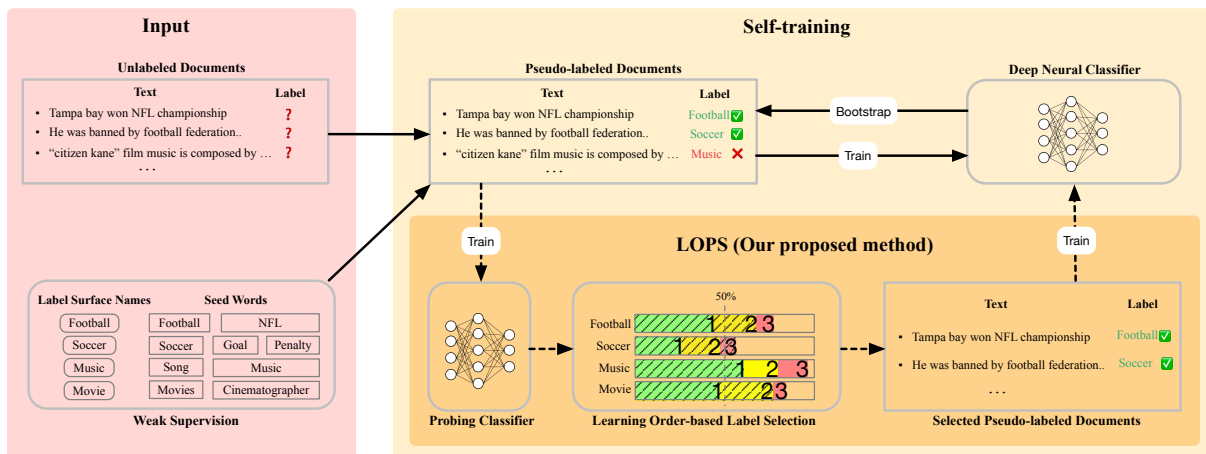 Input
Unlabeled Documents
Text Label
• Tampa bay won NFL championship ?
• He was banned by football federation.. ?
• “citizen kane” film music is composed by … ?
...
Label Surface Names Seed Words
Football Football NFL
Soccer Soccer Goal Penalty
Music Song Music
Movie Movies Cinematographer
Weak Supervision
Self-training
Pseudo-labeled Documents
Text Label
• Tampa bay won NFL championship Football ✅
• He was banned by football federation.. Soccer ✅
• “citizen kane” film music is composed by … Music ❌
...
Bootstrap
Train
Deep Neural Classifier
Train
LOPS (Our proposed method)
Train
Probing Classifier
50%
Football 1 2 3
Soccer 1 2 3
Music 1 2 3
Movie 1 2 3
Learning Order-based Label Selection
Text Label
• Tampa bay won NFL championship Football ✅
• He was banned by football federation.. Soccer ✅
...
Selected Pseudo-labeled Documents